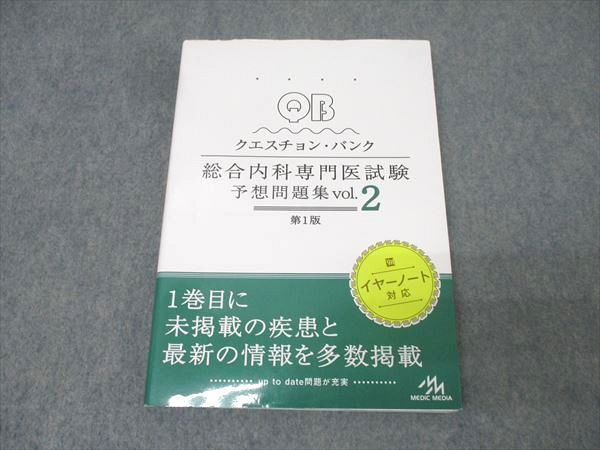 QB
クエスチョン・バンク
総合内科専門医試験
予想問題集 vol.2
第1版
イヤーノート
対応
1巻目に
未掲載の疾患と
最新の情報を多数掲載
up to date問題が充実
MEDIC MEDIA